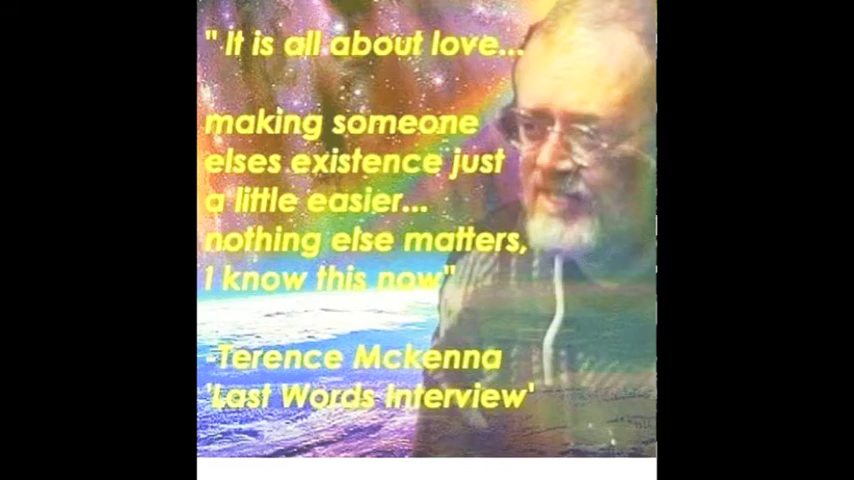 " It is all about love...
making someone
elses existence just
a little easier...
nothing else matters,
I know this now"
-Terence Mckenna
'Last Words Interview'